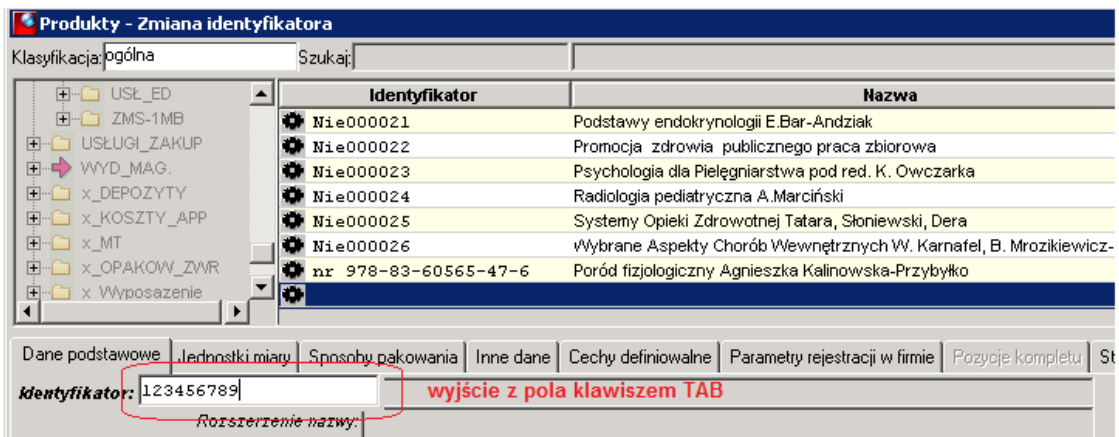 Produkty - Zmiana identyfikatora
Klasyfikacja: ogólna Szukaj:
USŁ_ED
ZMS-1MB
USŁUGI_ZAKUP
WYD_MAG.
x_DEPOZYTY
x_KOSZTY_APP
x_MT
x_OPAKOW_ZWR
x_Wyposazenie
Identyfikator Nazwa
Nie000021 Podstawy endokrynologii E.Bar-Andziak
Nie000022 Promocja zdrowia publicznego praca zbiorowa
Nie000023 Psychologia dla Pielęgniarstwa pod red. K. Owczarka
Nie000024 Radiologia pediatryczna A.Marciński
Nie000025 Systemy Opieki Zdrowotnej Tatara, Słoniewski, Dera
Nie000026 Wybrane Aspekty Chorób Wewnętrznych W. Karnafel, B. Mrozikiewicz-
nr 978-83-60565-47-6 Poród fizjologiczny Agnieszka Kalinowska-Przybyłko
Dane podstawowe Jednostki miary Sposoby pakowania Inne dane Cechy definiowalne Parametry rejestracji w firmie Pozycje kompletu St
Identyfikator: 123456789 wyjście z pola klawiszem TAB
Rozszerzenie nazwy: